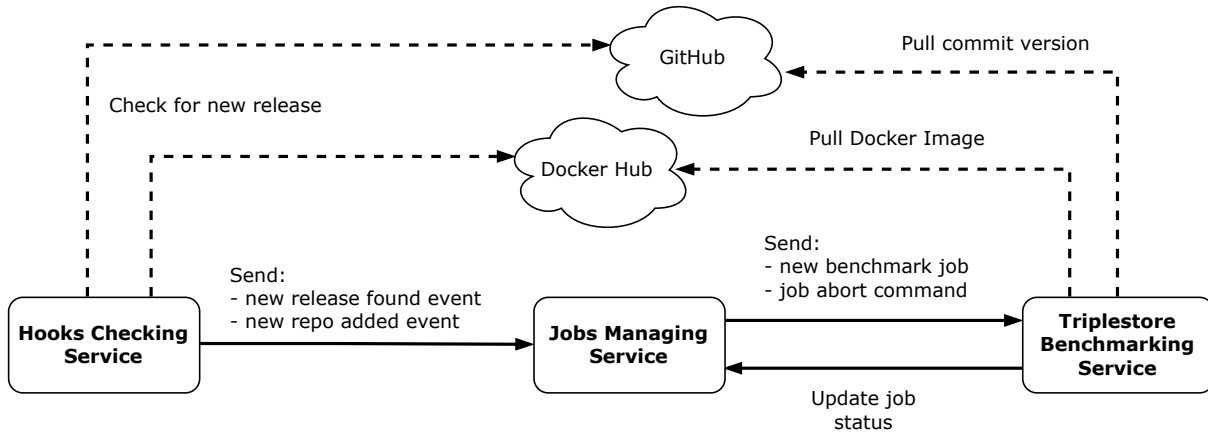 GitHub
Pull commit version
Check for new release
Pull Docker Image
Docker Hub
Send:
- new release found event
- new repo added event
Send:
- new benchmark job
- job abort command
Hooks Checking
Service
Jobs Managing
Service
Triplestore
Benchmarking
Service
Update job
status